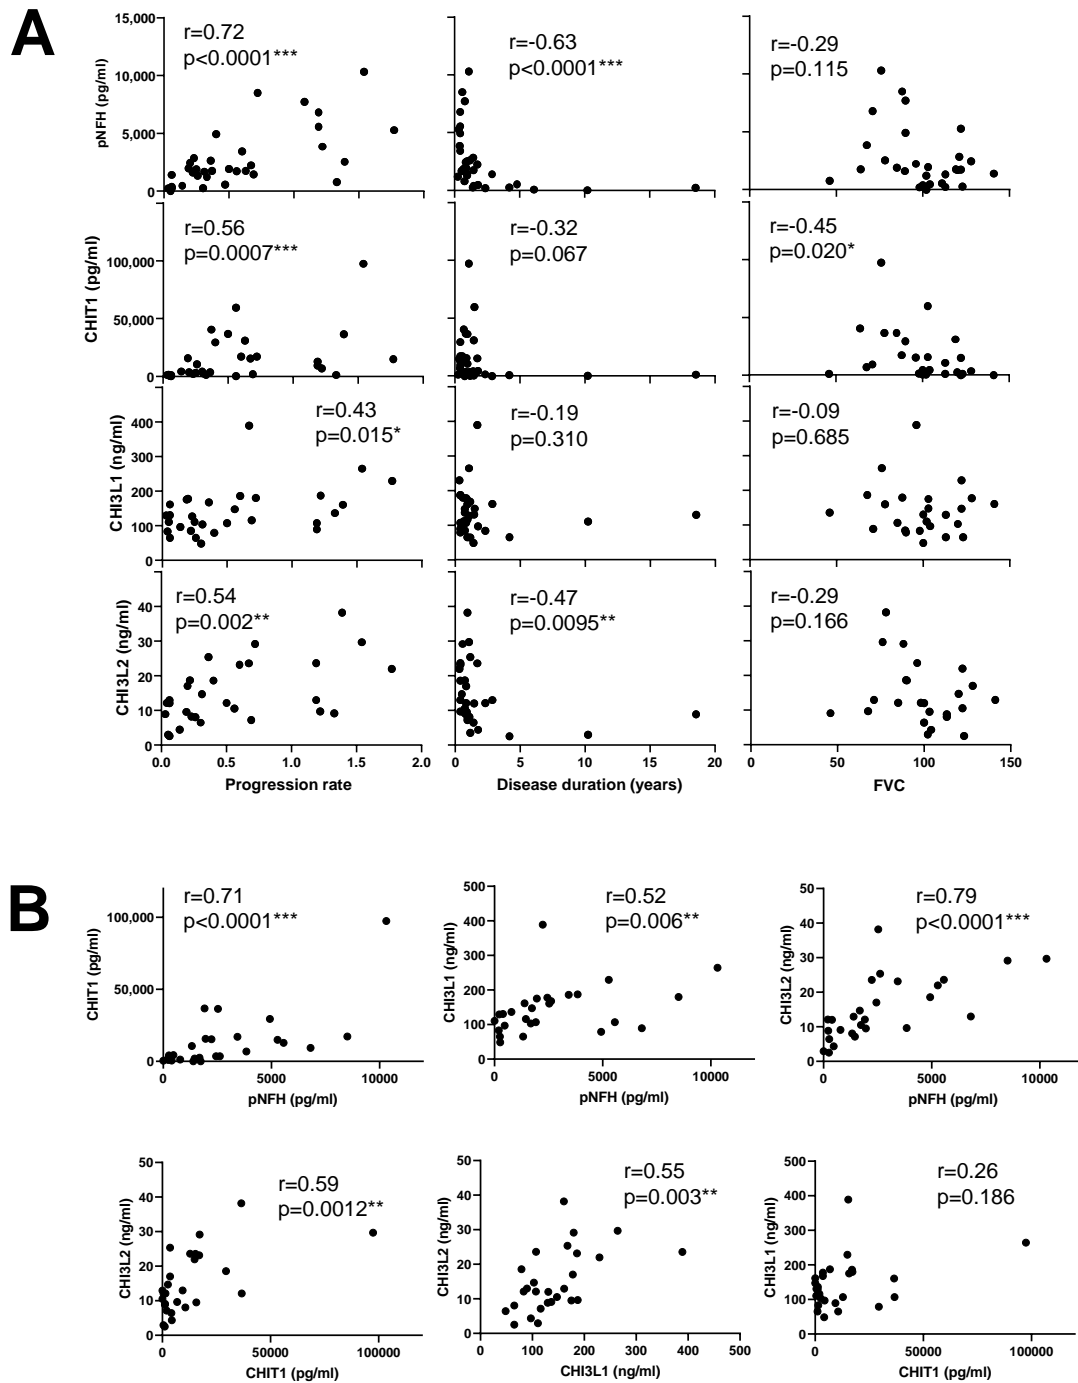 A
15,000
10,000
5,000
0
pNFH (pg/ml)
r=0.72
p<0.0001***
r=-0.63
p<0.0001***
r=-0.29
p=0.115
100,000
50,000
0
CHIT1 (pg/ml)
r=0.56
p=0.0007***
r=-0.32
p=0.067
r=-0.45
p=0.020*
400
300
200
100
0
CHI3L1 (ng/ml)
r=0.43
p=0.015*
r=-0.19
p=0.310
r=-0.09
p=0.685
40
30
20
10
0
CHI3L2 (ng/ml)
r=0.54
p=0.002**
r=-0.47
p=0.0095**
r=-0.29
p=0.166
0.0 0.5 1.0 1.5 2.0
Progression rate
0 5 10 15 20
Disease duration (years)
0 50 100 150
FVC
B
100,000
50,000
0
CHIT1 (pg/ml)
r=0.71
p<0.0001***
0 5000 10000
pNFH (pg/ml)
500
400
300
200
100
0
CHI3L1 (ng/ml)
r=0.52
p=0.006**
0 5000 10000
pNFH (pg/ml)
50
40
30
20
10
0
CHI3L2 (ng/ml)
r=0.79
p<0.0001***
0 5000 10000
pNFH (pg/ml)
50
40
30
20
10
0
CHI3L2 (ng/ml)
r=0.59
p=0.0012**
0 50000 100000
CHIT1 (pg/ml)
50
40
30
20
10
0
CHI3L2 (ng/ml)
r=0.55
p=0.003**
0 100 200 300 400 500
CHI3L1 (ng/ml)
500
400
300
200
100
0
CHI3L1 (ng/ml)
r=0.26
p=0.186
0 50000 100000
CHIT1 (pg/ml)